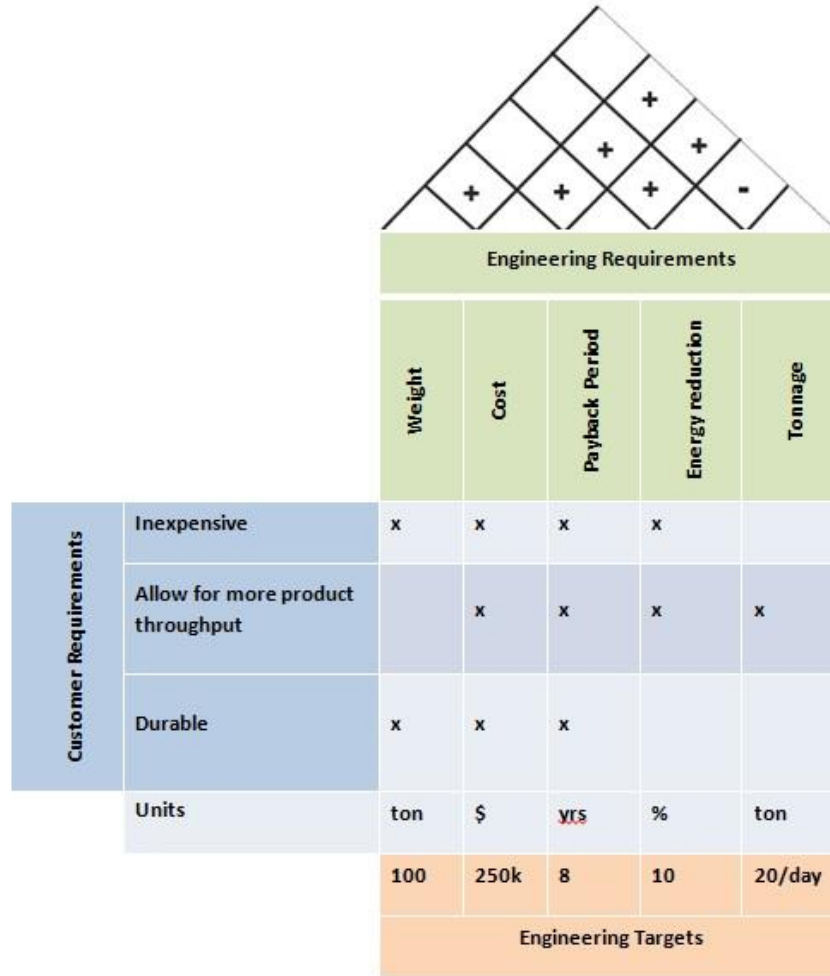 +
+ +
+ + + -
Engineering Requirements
Weight Cost Payback Period Energy reduction Tonnage
Customer Requirements
Inexpensive x x x x
Allow for more product
throughput x x x x
Durable x x x
Units ton $ yrs % ton
100 250k 8 10 20/day
Engineering Targets